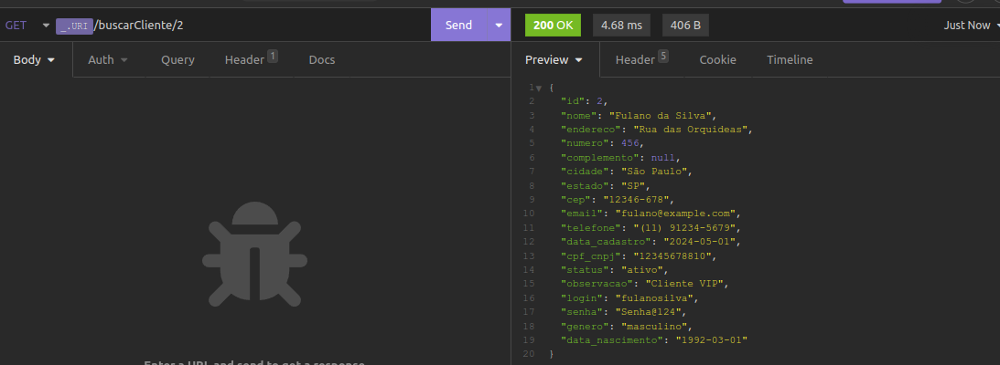 GET _.URI/buscarCliente/2 Send 200 OK 4.68 ms 406 B Just Now
Body Auth Query Header 1 Docs
Preview Header 5 Cookie Timeline
1 {
2 "id": 2,
3 "nome": "Fulano da Silva",
4 "endereco": "Rua das Orquídeas",
5 "numero": 456,
6 "complemento": null,
7 "cidade": "São Paulo",
8 "estado": "SP",
9 "cep": "12346-678",
10 "email": "fulano@example.com",
11 "telefone": "(11) 91234-5679",
12 "data_cadastro": "2024-05-01",
13 "cpf_cnpj": "12345678810",
14 "status": "ativo",
15 "observacao": "Cliente VIP",
16 "login": "fulanosilva",
17 "senha": "Senha@124",
18 "genero": "masculino",
19 "data_nascimento": "1992-03-01"
20 }
Enter a URL and send to get a response